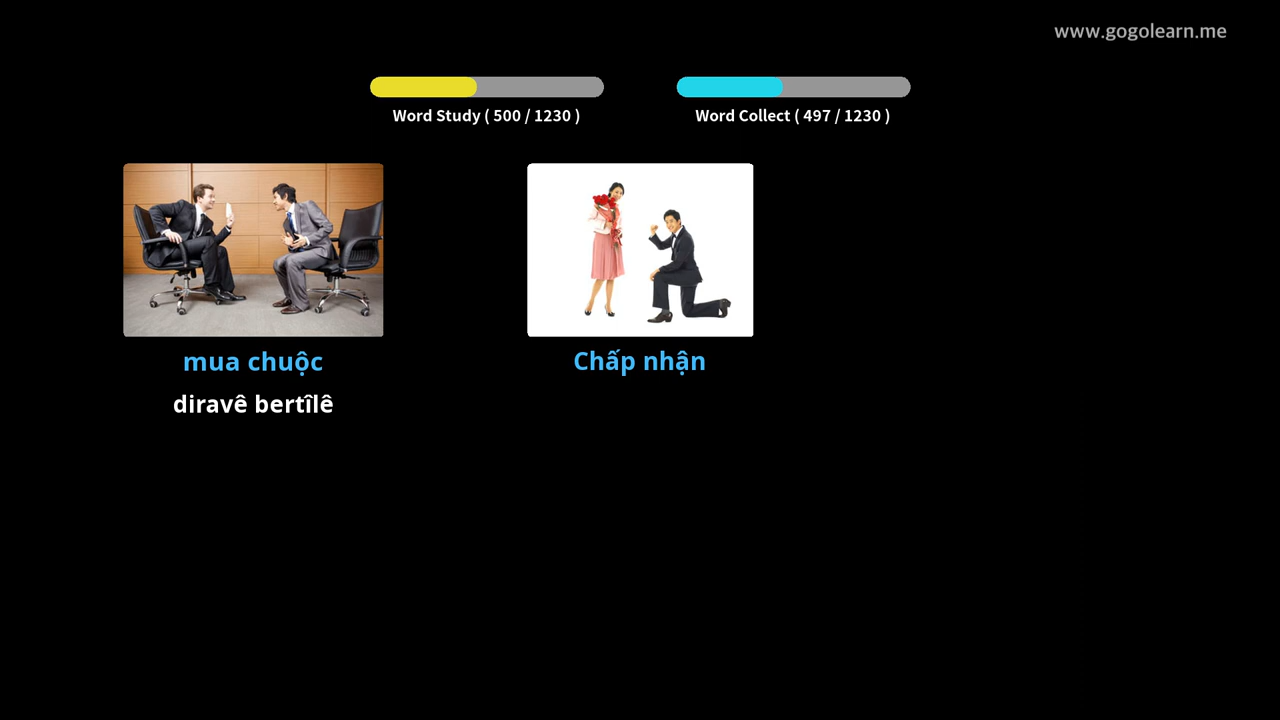 www.gogolearn.me
Word Study ( 500 / 1230 )
Word Collect ( 497 / 1230 )
mua chuộc
Chấp nhận
diravê bertîlê